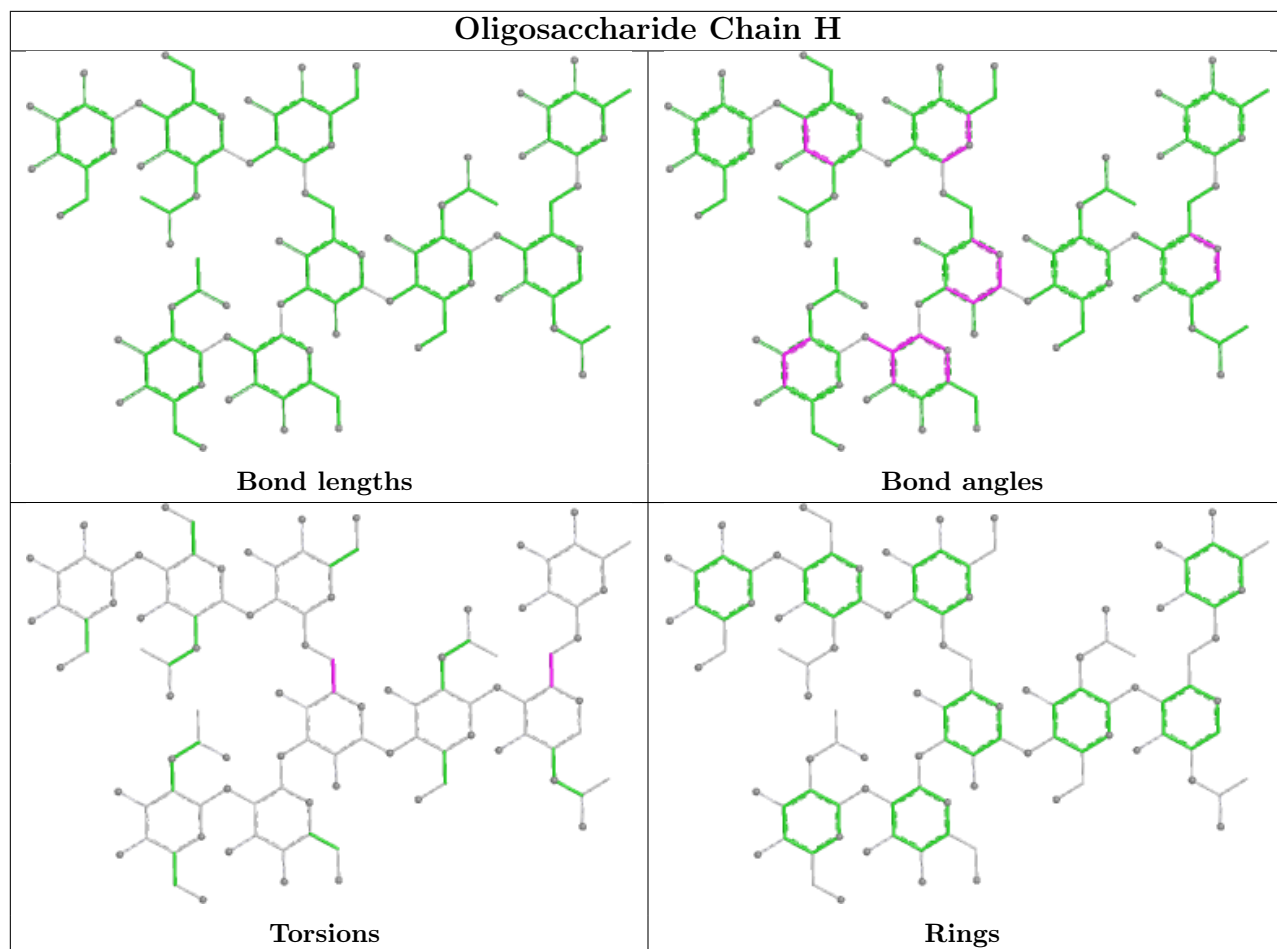 Oligosaccharide Chain H
Bond lengths
Bond angles
Torsions
Rings